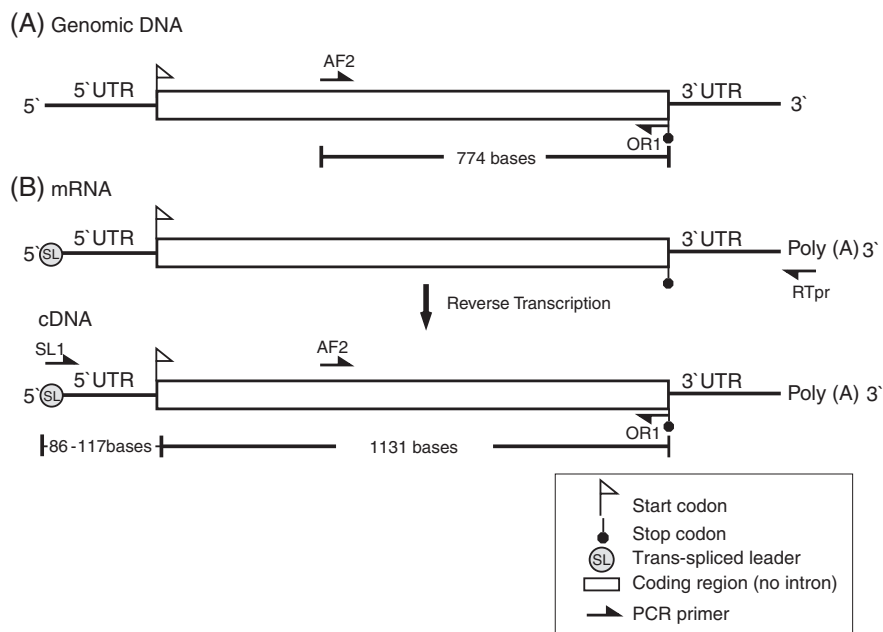 (A) Genomic DNA
AF2
5` 5`UTR 3`UTR 3`
OR1
774 bases
(B) mRNA
5` SL 5`UTR 3`UTR Poly (A) 3`
RTpr
Reverse Transcription
cDNA
SL1
AF2
5` SL 5`UTR 3`UTR Poly (A) 3`
OR1
86-117bases 1131 bases
Start codon
Stop codon
SL Trans-spliced leader
Coding region (no intron)
PCR primer